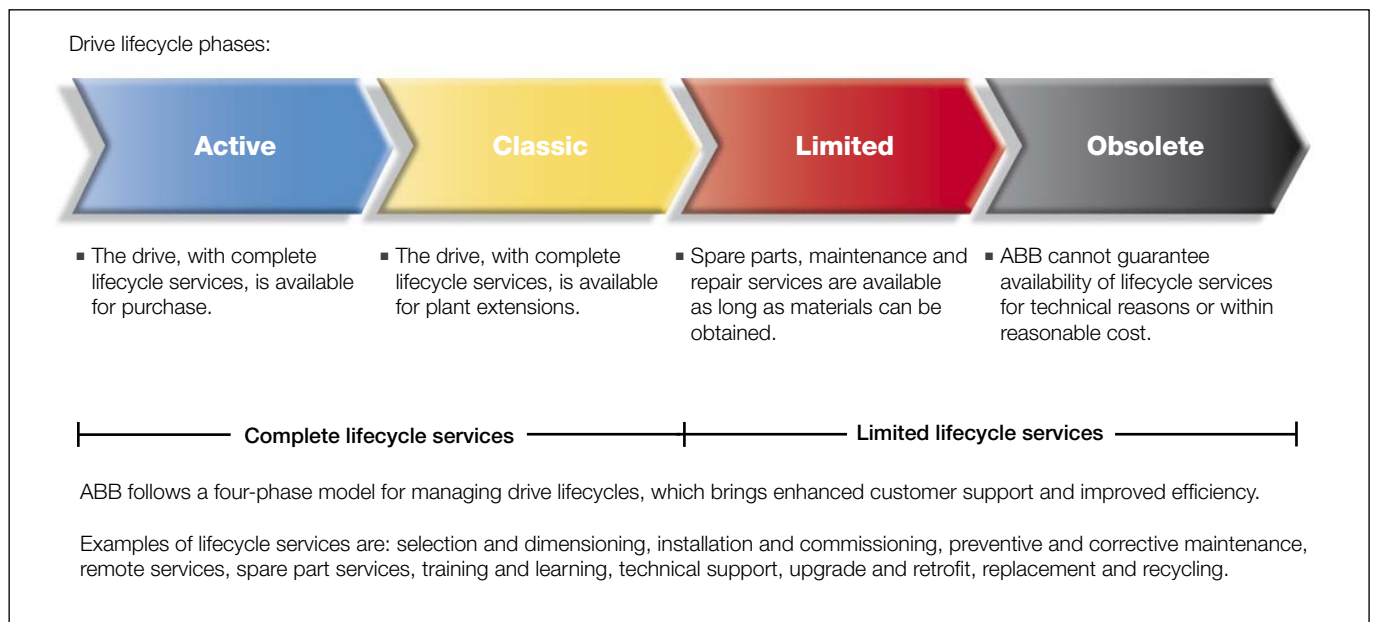 Drive lifecycle phases:
Active
Classic
Limited
Obsolete
■ The drive, with complete
lifecycle services, is available
for purchase.
■ The drive, with complete
lifecycle services, is available
for plant extensions.
■ Spare parts, maintenance and
repair services are available
as long as materials can be
obtained.
■ ABB cannot guarantee
availability of lifecycle services
for technical reasons or within
reasonable cost.
Complete lifecycle services
Limited lifecycle services
ABB follows a four-phase model for managing drive lifecycles, which brings enhanced customer support and improved efficiency.
Examples of lifecycle services are: selection and dimensioning, installation and commissioning, preventive and corrective maintenance,
remote services, spare part services, training and learning, technical support, upgrade and retrofit, replacement and recycling.